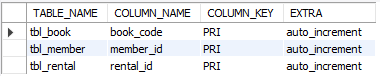 TABLE_NAME COLUMN_NAME COLUMN_KEY EXTRA
tbl_book book_code PRI auto_increment
tbl_member member_id PRI auto_increment
tbl_rental rental_id PRI auto_increment